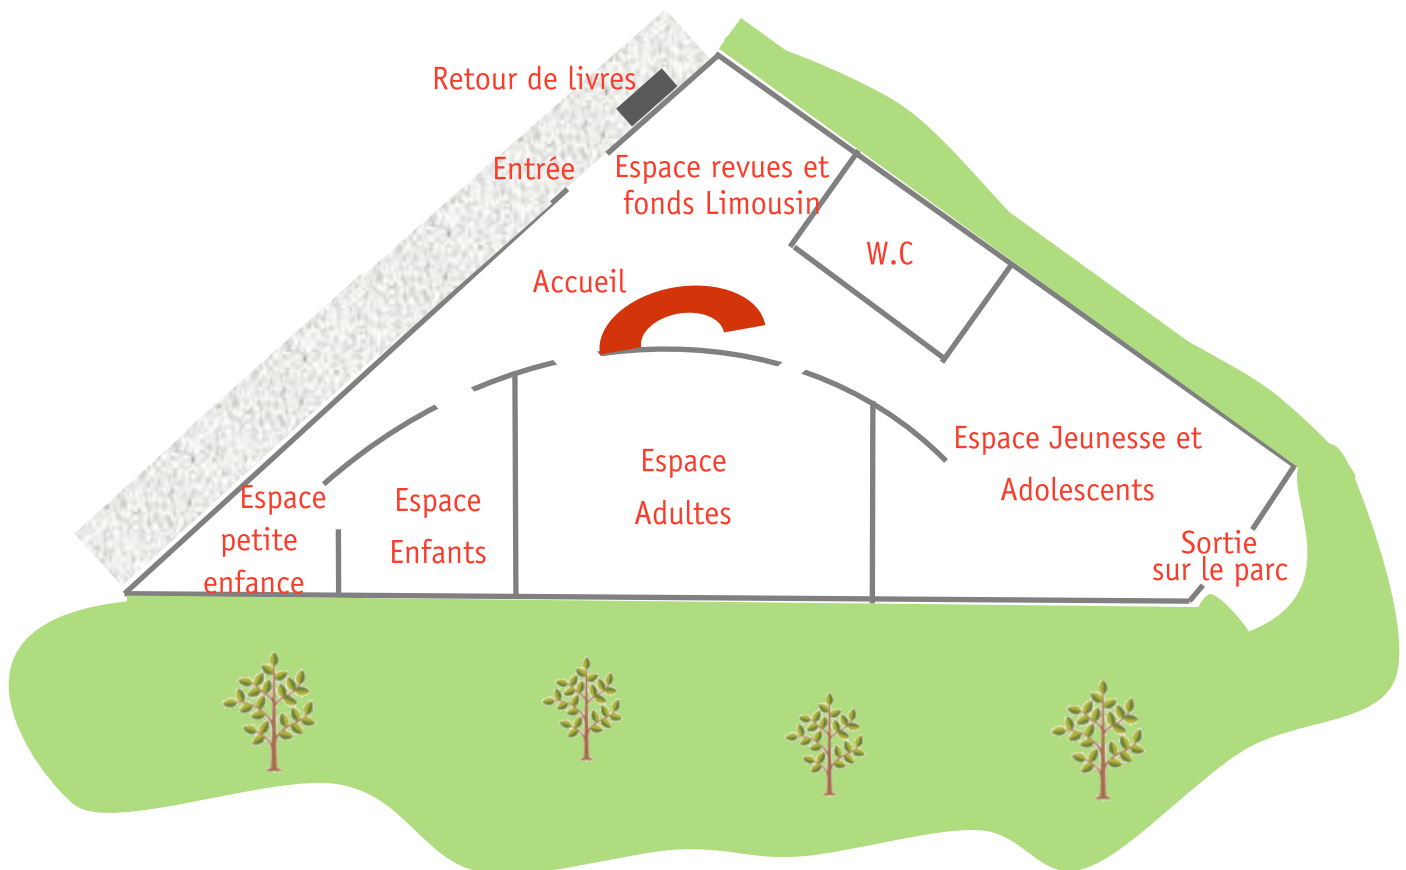 Retour de livres
Entrée
Espace revues et
fonds Limousin
W.C
Accueil
Espace Jeunesse et
Adolescents
Espace
Adultes
Espace
Enfants
Espace
petite
enfance
Sortie
sur le parc